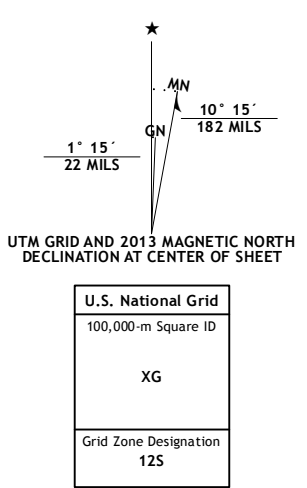 ★
MN
GN
10° 15´
182 MILS
1° 15´
22 MILS
UTM GRID AND 2013 MAGNETIC NORTH
DECLINATION AT CENTER OF SHEET
U.S. National Grid
100,000-m Square ID
XG
Grid Zone Designation
12S